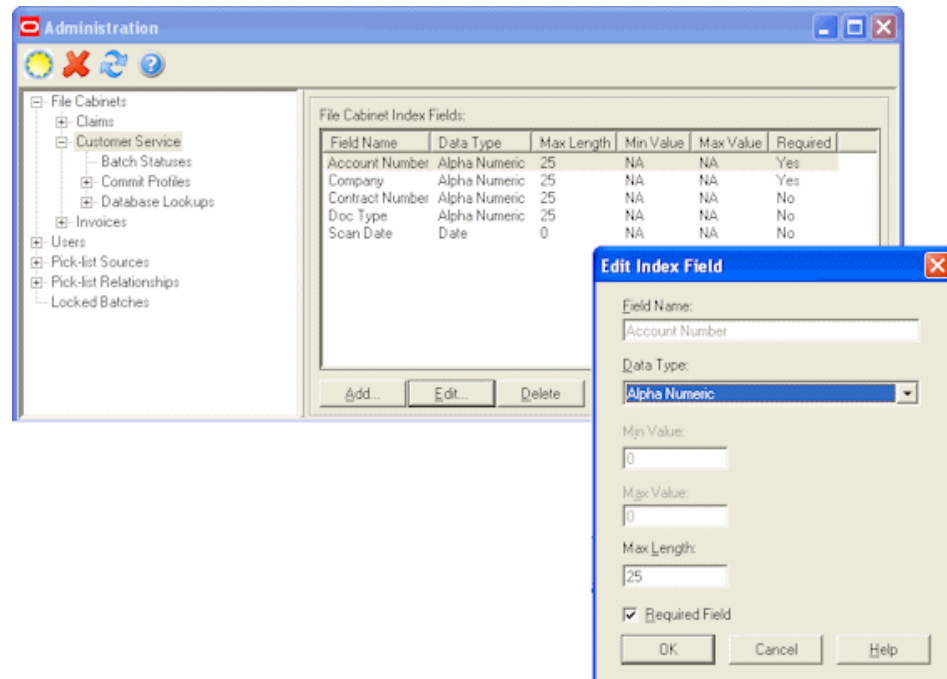 Administration
File Cabinets
Claims
Customer Service
Batch Statuses
Commit Profiles
Database Lookups
Invoices
Users
Pick-list Sources
Pick-list Relationships
Locked Batches
File Cabinet Index Fields:
Field Name Data Type Max Length Min Value Max Value Required
Account Number Alpha Numeric 25 NA NA Yes
Company Alpha Numeric 25 NA NA Yes
Contract Number Alpha Numeric 25 NA NA No
Doc Type Alpha Numeric 25 NA NA No
Scan Date Date 0 NA NA No
Add... Edit... Delete
Edit Index Field
Field Name:
Account Number
Data Type:
Alpha Numeric
Min Value:
0
Max Value:
0
Max Length:
25
Required Field
OK Cancel Help